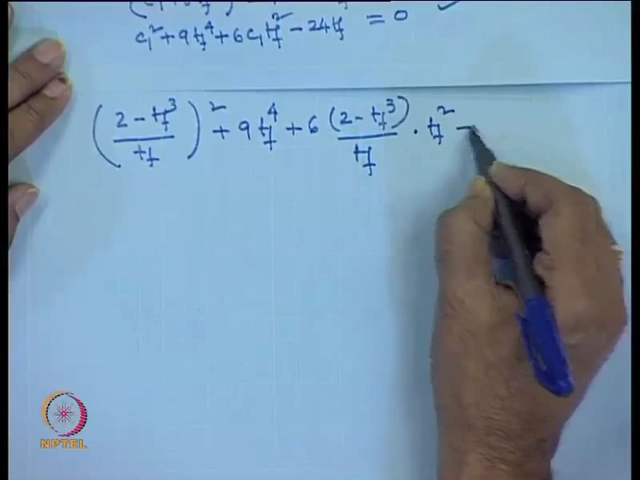 c₁² + 9t_f⁴ + 6c₁t_f² - 24t_f = 0
((2 - t_f³)/t_f)² + 9t_f⁴ + 6 (2 - t_f³)/t_f · t_f² -
NPTEL